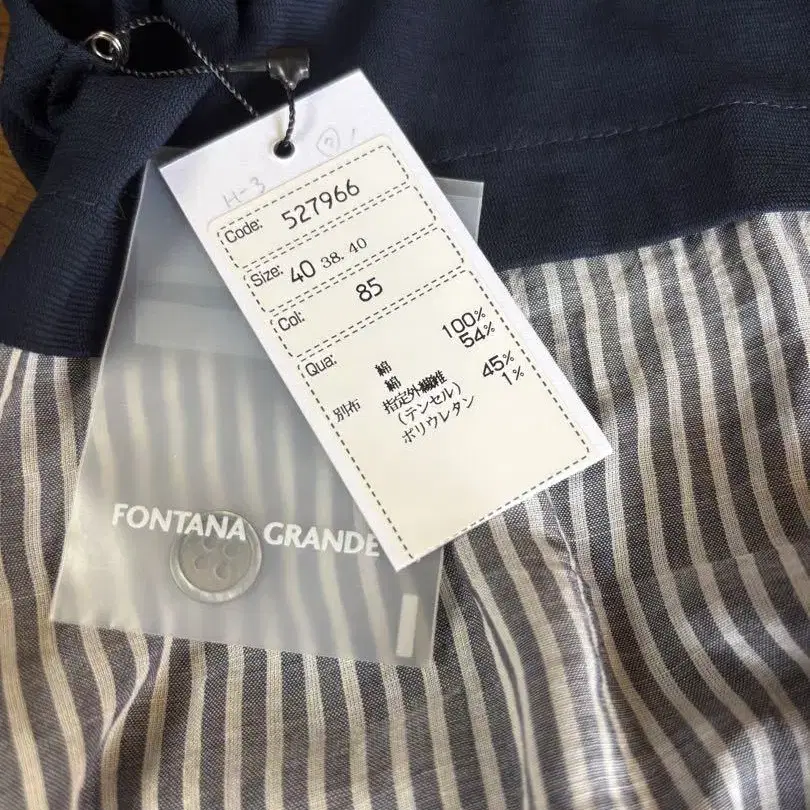 H-3
Code: 527966
Size: 40 38. 40
Col: 85
Qua: 綿 100%
別布 綿 54%
指定外繊維 45%
(テンセル)
ポリウレタン 1%
FONTANA GRANDE